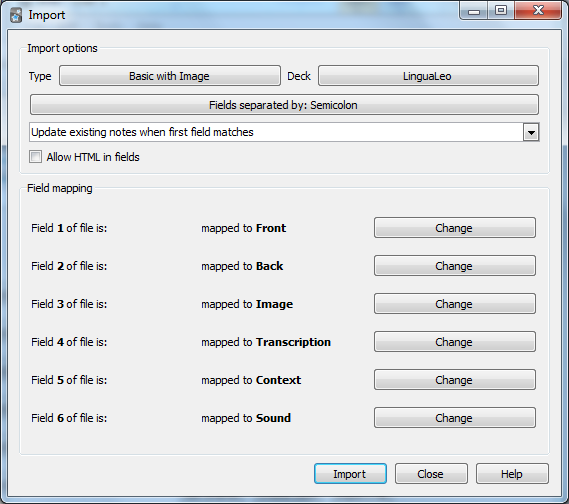 Import
Import options
Type Basic with Image Deck LinguaLeo
Fields separated by: Semicolon
Update existing notes when first field matches
Allow HTML in fields
Field mapping
Field 1 of file is: mapped to Front Change
Field 2 of file is: mapped to Back Change
Field 3 of file is: mapped to Image Change
Field 4 of file is: mapped to Transcription Change
Field 5 of file is: mapped to Context Change
Field 6 of file is: mapped to Sound Change
Import Close Help